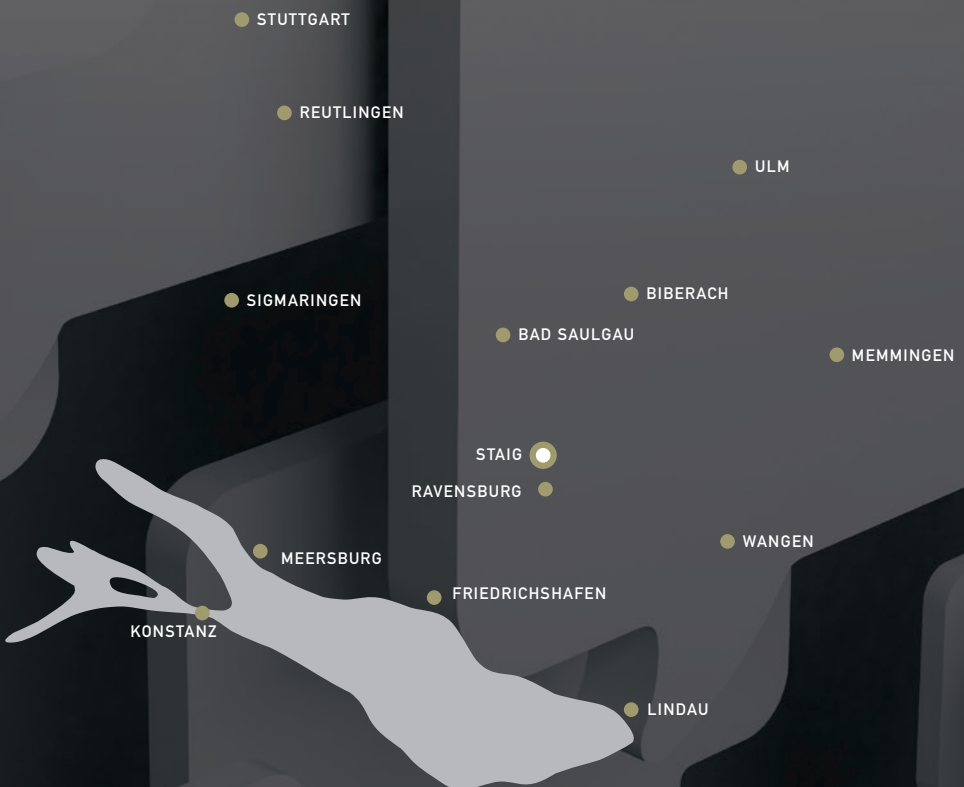 STUTTGART
REUTLINGEN
ULM
BIBERACH
SIGMARINGEN
BAD SAULGAU
MEMMINGEN
STAIG
RAVENSBURG
WANGEN
MEERSBURG
FRIEDRICHSHAFEN
KONSTANZ
LINDAU